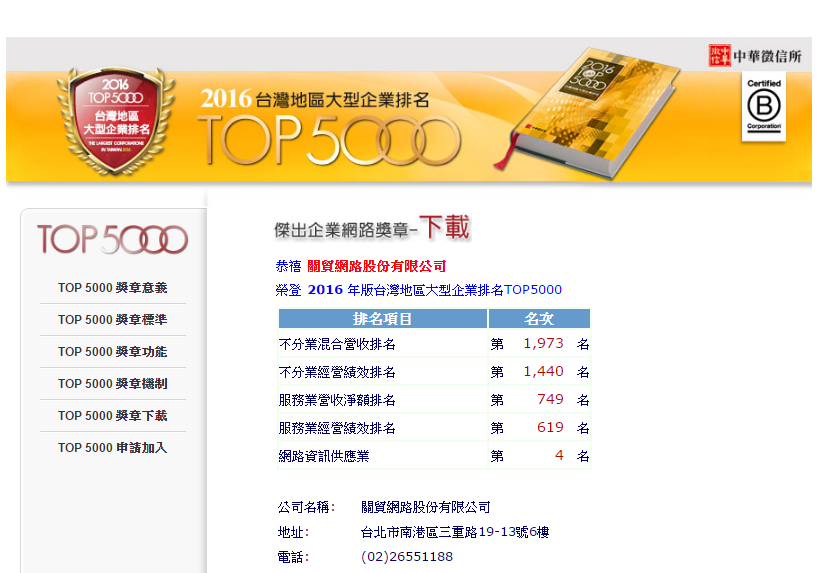 中華徵信所
Certified
B
Corporation
2016
TOP5000
台灣地區
大型企業排名
THE LARGEST CORPORATIONS
IN TAIWAN 2016
2016 台灣地區大型企業排名
TOP 5000
2016
TOP
5000
TOP 5000
TOP 5000 獎章意義
TOP 5000 獎章標準
TOP 5000 獎章功能
TOP 5000 獎章機制
TOP 5000 獎章下載
TOP 5000 申請加入
傑出企業網路獎章-下載
恭禧 關貿網路股份有限公司
榮登 2016 年版台灣地區大型企業排名TOP5000
排名項目 名次
不分業混合營收排名 第 1,973 名
不分業經營績效排名 第 1,440 名
服務業營收淨額排名 第 749 名
服務業經營績效排名 第 619 名
網路資訊供應業 第 4 名
公司名稱: 關貿網路股份有限公司
地址: 台北市南港區三重路19-13號6樓
電話: (02)26551188